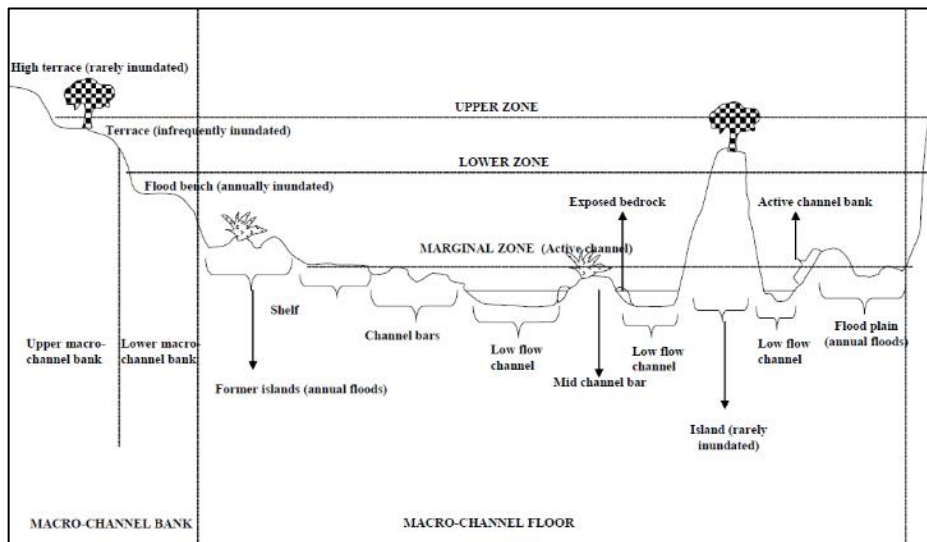 High terrace (rarely inundated)
UPPER ZONE
Terrace (infrequently inundated)
LOWER ZONE
Flood bench (annually inundated)
Exposed bedrock
Active channel bank
MARGINAL ZONE (Active channel)
Shelf
Channel bars
Flood plain
(annual floods)
Upper macro-
channel bank
Lower macro-
channel bank
Low flow
channel
Low flow
channel
Low flow
channel
Former islands (annual floods)
Mid channel bar
Island (rarely
inundated)
MACRO-CHANNEL BANK
MACRO-CHANNEL FLOOR